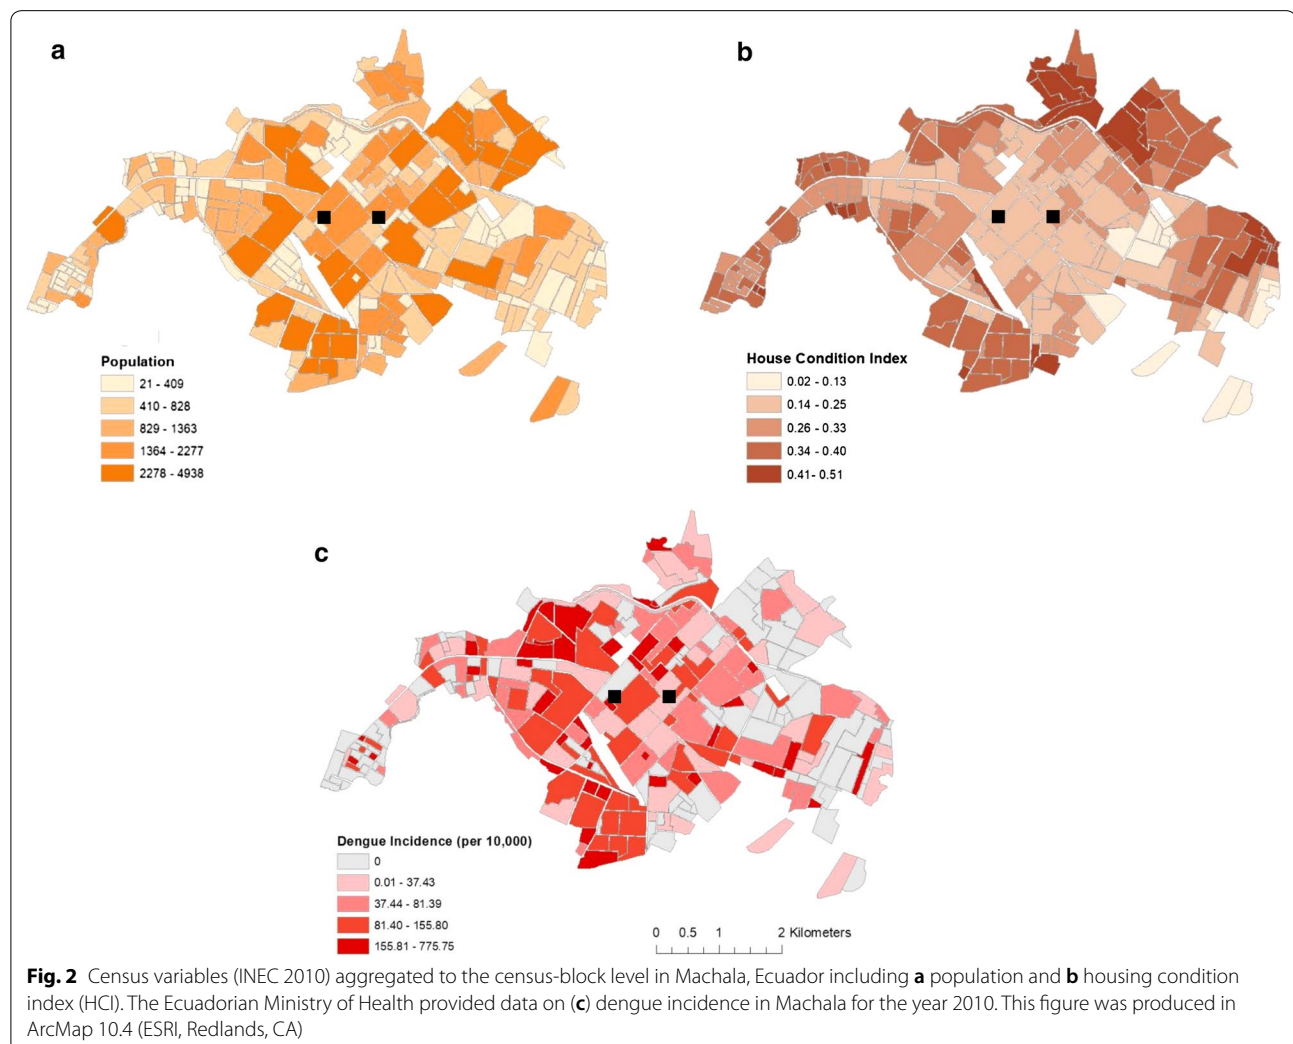 a
b
Population
21 - 409
410 - 828
829 - 1363
1364 - 2277
2278 - 4938
House Condition Index
0.02 - 0.13
0.14 - 0.25
0.26 - 0.33
0.34 - 0.40
0.41- 0.51
c
Dengue Incidence (per 10,000)
0
0.01 - 37.43
37.44 - 81.39
81.40 - 155.80
155.81 - 775.75
0 0.5 1 2 Kilometers
Fig. 2 Census variables (INEC 2010) aggregated to the census-block level in Machala, Ecuador including a population and b housing condition
index (HCI). The Ecuadorian Ministry of Health provided data on (c) dengue incidence in Machala for the year 2010. This figure was produced in
ArcMap 10.4 (ESRI, Redlands, CA)